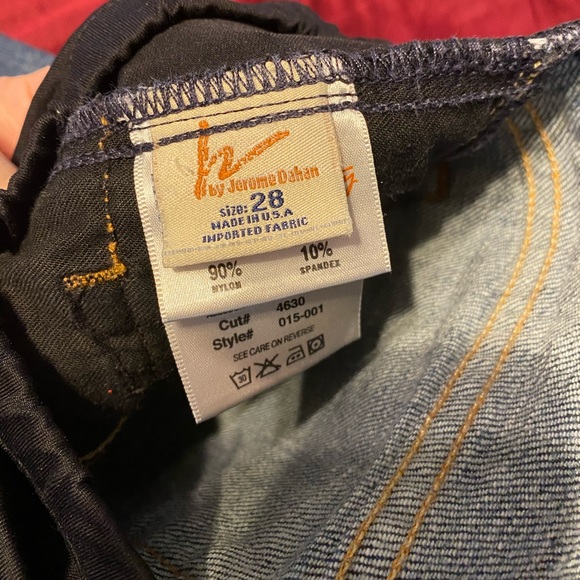 by Jerome Dahan
SIZE: 28
MADE IN U.S.A
IMPORTED FABRIC
90% 10%
NYLON SPANDEX
Cut# 4630
Style# 015-001
SEE CARE ON REVERSE
30